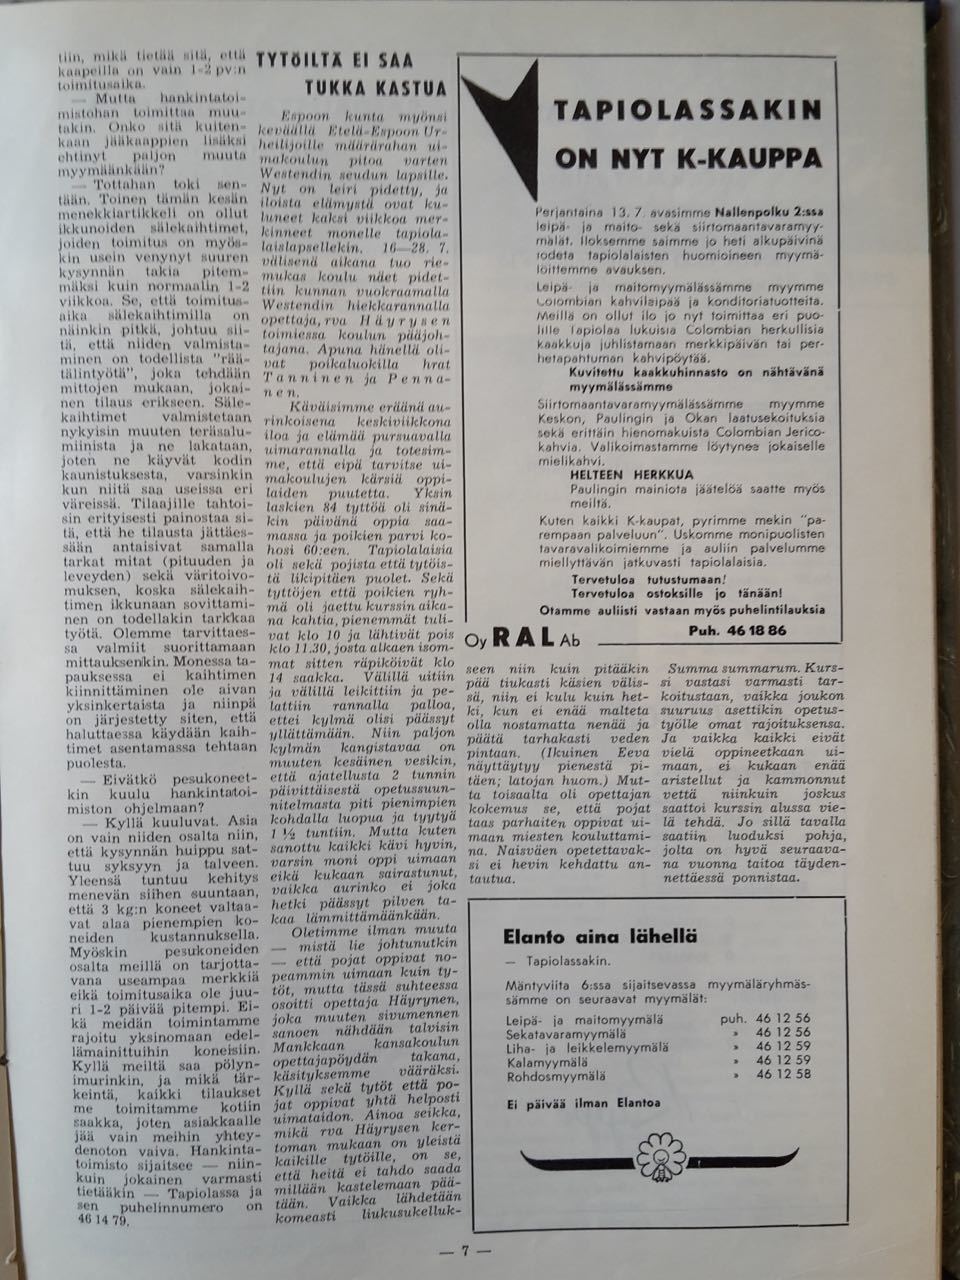 tiin, mikä tietää sitä, että
kaapeilla on vain 1-2 pv:n
toimitusaika.
— Mutta hankintatoi-
mistohan toimittaa muu-
takin. Onko sitä kuiten-
kaan jääkaappien lisäksi
ehtinyt paljon muuta
myymäänkään?
— Tottahan toki sen-
tään. Toinen tämän kesän
menekkiartikkeli on ollut
ikkunoiden sälekaihtimet,
joiden toimitus on myös-
kin usein venynyt suuren
kysynnän takia pitem-
mäksi kuin normaalin 1-2
viikkoa. Se, että toimitus-
aika sälekaihtimilla on
näinkin pitkä, johtuu sii-
tä, että niiden valmista-
minen on todellista "rää-
tälintyötä", joka tehdään
mittojen mukaan, jokai-
nen tilaus erikseen. Säle-
kaihtimet valmistetaan
nykyisin muuten teräsalu-
miinista ja ne lakataan,
joten ne käyvät kodin
kaunistuksesta, varsinkin
kun niitä saa useissa eri
väreissä. Tilaajille tahtoi-
sin erityisesti painostaa si-
tä, että he tilausta jättäes-
sään antaisivat samalla
tarkat mitat (pituuden ja
leveyden) sekä väritoivo-
muksen, koska sälekaih-
timen ikkunaan sovittami-
nen on todellakin tarkkaa
työtä. Olemme tarvittaes-
sa valmiit suorittamaan
mittauksenkin. Monessa ta-
pauksessa ei kaihtimen
kiinnittäminen ole aivan
yksinkertaista ja niinpä
on järjestetty siten, että
haluttaessa käydään kaih-
timet asentamassa tehtaan
puolesta.
— Eivätkö pesukoneet-
kin kuulu hankintatoi-
miston ohjelmaan?
— Kyllä kuuluvat. Asia
on vain niiden osalta niin,
että kysynnän huippu sat-
tuu syksyyn ja talveen.
Yleensä tuntuu kehitys
menevän siihen suuntaan,
että 3 kg:n koneet valtaa-
vat alaa pienempien ko-
neiden kustannuksella.
Myöskin pesukoneiden
osalta meillä on tarjotta-
vana useampaa merkkiä
eikä toimitusaika ole juu-
ri 1-2 päivää pitempi. Ei-
kä meidän toimintamme
rajoitu yksinomaan edel-
lämainittuihin koneisiin.
Kyllä meiltä saa pölyn-
imurinkin, ja mikä tär-
keintä, kaikki tilaukset
me toimitamme kotiin
saakka, joten asiakkaalle
jää vain meihin yhtey-
denoton vaiva. Hankinta-
toimisto sijaitsee — niin-
kuin jokainen varmasti
tietääkin — Tapiolassa ja
sen puhelinnumero on
46 14 79.
TYTÖILTÄ EI SAA
TUKKA KASTUA
Espoon kunta myönsi
keväällä Etelä-Espoon Ur-
heilijoille määrärahan ui-
makoulun pitoa varten
Westendin seudun lapsille.
Nyt on leiri pidetty, ja
iloista elämystä ovat ku-
luneet kaksi viikkoa mer-
kinneet monelle tapiola-
laislapsellekin. 16—28. 7.
välisenä aikana tuo rie-
mukas koulu näet pidet-
tiin kunnan vuokraamalla
Westendin hiekkarannalla
opettaja, rva Häyrysen
toimiessa koulun pääjoh-
tajana. Apuna hänellä oli-
vat poikaluokilla hrat
Tanninen ja Penna-
nen.
Käväisimme eräänä au-
rinkoisena keskiviikkona
iloa ja elämää pursuavalla
uimarannalla ja totesim-
me, että eipä tarvitse ui-
makoulujen kärsiä oppi-
laiden puutetta. Yksin
laskien 84 tyttöä oli sinä-
kin päivänä oppia saa-
massa ja poikien parvi ko-
hosi 60:een. Tapiolalaisia
oli sekä pojista että tytöis-
tä likipitäen puolet. Sekä
tyttöjen että poikien ryh-
mä oli jaettu kurssin aika-
na kahtia, pienemmät tuli-
vat klo 10 ja lähtivät pois
klo 11.30, josta alkaen isom-
mat sitten räpiköivät klo
14 saakka. Välillä uitiin
ja välillä leikittiin ja pe-
lattiin rannalla palloa,
ettei kylmä olisi päässyt
yllättämään. Niin paljon
kylmän kangistavaa on
muuten kesäinen vesikin,
että ajatellusta 2 tunnin
päivittäisestä opetussuun-
nitelmasta piti pienimpien
kohdalla luopua ja tyytyä
1 ½ tuntiin. Mutta kuten
sanottu kaikki kävi hyvin,
varsin moni oppi uimaan
eikä kukaan sairastunut,
vaikka aurinko ei joka
hetki päässyt pilven ta-
kaa lämmittämäänkään.
Oletimme ilman muuta
— mistä lie johtunutkin
— että pojat oppivat no-
peammin uimaan kuin ty-
töt, mutta tässä suhteessa
osoitti opettaja Häyrynen,
joka muuten sivumennen
sanoen nähdään talvisin
Mankkaan kansakoulun
opettajapöydän takana,
käsityksemme vääräksi.
Kyllä sekä tytöt että po-
jat oppivat yhtä helposti
uimataidon. Ainoa seikka,
mikä rva Häyrysen ker-
toman mukaan on yleistä
kaikille tytöille, on se,
että heitä ei tahdo saada
millään kastelemaan pää-
tään. Vaikka lähdetään
komeasti liukusukelluk-
TAPIOLASSAKIN
ON NYT K-KAUPPA
Perjantaina 13. 7. avasimme Nallenpolku 2:ssa
leipä- ja maito- sekä siirtomaantavaramyy-
mälät. Iloksemme saimme jo heti alkupäivinä
todeta tapiolalaisten huomioineen myymä-
löittemme avauksen.
Leipä- ja maitomyymälässämme myymme
Colombian kahvileipää ja konditoriatuotteita.
Meillä on ollut ilo jo nyt toimittaa eri puo-
lille Tapiolaa lukuisia Colombian herkullisia
kaakkuja juhlistamaan merkkipäivän tai per-
hetapahtuman kahvipöytää.
Kuvitettu kaakkuhinnasto on nähtävänä
myymälässämme
Siirtomaantavaramyymälässämme myymme
Keskon, Paulingin ja Okan laatusekoituksia
sekä erittäin hienomakuista Colombian Jerico-
kahvia. Valikoimastamme löytynee jokaiselle
mielikahvi.
HELTEEN HERKKUA
Paulingin mainiota jäätelöä saatte myös
meiltä.
Kuten kaikki K-kaupat, pyrimme mekin "pa-
rempaan palveluun". Uskomme monipuolisten
tavaravalikoimiemme ja auliin palvelumme
miellyttävän jatkuvasti tapiolalaisia.
Tervetuloa tutustumaan!
Tervetuloa ostoksille jo tänään!
Otamme auliisti vastaan myös puhelintilauksia
Puh. 46 18 86
Oy RAL Ab
seen niin kuin pitääkin
pää tiukasti käsien välis-
sä, niin ei kulu kuin het-
ki, kun ei enää malteta
olla nostamatta nenää ja
päätä tarhakasti veden
pintaan. (Ikuinen Eeva
näyttäytyy pienestä pi-
täen; latojan huom.) Mut-
ta toisaalta oli opettajan
kokemus se, että pojat
taas parhaiten oppivat ui-
maan miesten kouluttami-
na. Naisväen opetettavak-
si ei hevin kehdattu an-
tautua.
Summa summarum. Kurs-
si vastasi varmasti tar-
koitustaan, vaikka joukon
suuruus asettikin opetus-
työlle omat rajoituksensa.
Ja vaikka kaikki eivät
vielä oppineetkaan ui-
maan, ei kukaan enää
aristellut ja kammonnut
vettä niinkuin joskus
saattoi kurssin alussa vie-
lä tehdä. Jo sillä tavalla
saatiin luoduksi pohja,
jolta on hyvä seuraava-
na vuonna taitoa täyden-
nettäessä ponnistaa.
Elanto aina lähellä
— Tapiolassakin.
Mäntyviita 6:ssa sijaitsevassa myymäläryhmäs-
sämme on seuraavat myymälät:
Leipä- ja maitomyymälä puh. 46 12 56
Sekatavaramyymälä » 46 12 56
Liha- ja leikkelemyymälä » 46 12 59
Kalamyymälä » 46 12 59
Rohdosmyymälä » 46 12 58
Ei päivää ilman Elantoa
— 7 —